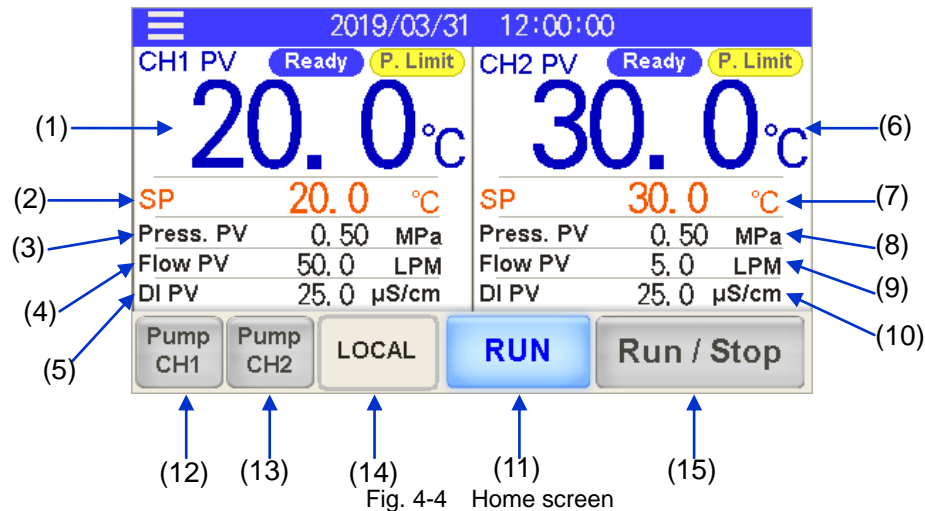 2019/03/31 12:00:00
CH1 PV Ready P. Limit
CH2 PV Ready P. Limit
(1) 20.0 °C
30.0 °C (6)
(2) SP 20.0 °C
SP 30.0 °C (7)
(3) Press. PV 0.50 MPa
Press. PV 0.50 MPa (8)
(4) Flow PV 50.0 LPM
Flow PV 5.0 LPM (9)
(5) DI PV 25.0 µS/cm
DI PV 25.0 µS/cm (10)
Pump
CH1
Pump
CH2
LOCAL
RUN
Run / Stop
(12) (13) (14) (11) (15)
Fig. 4-4 Home screen